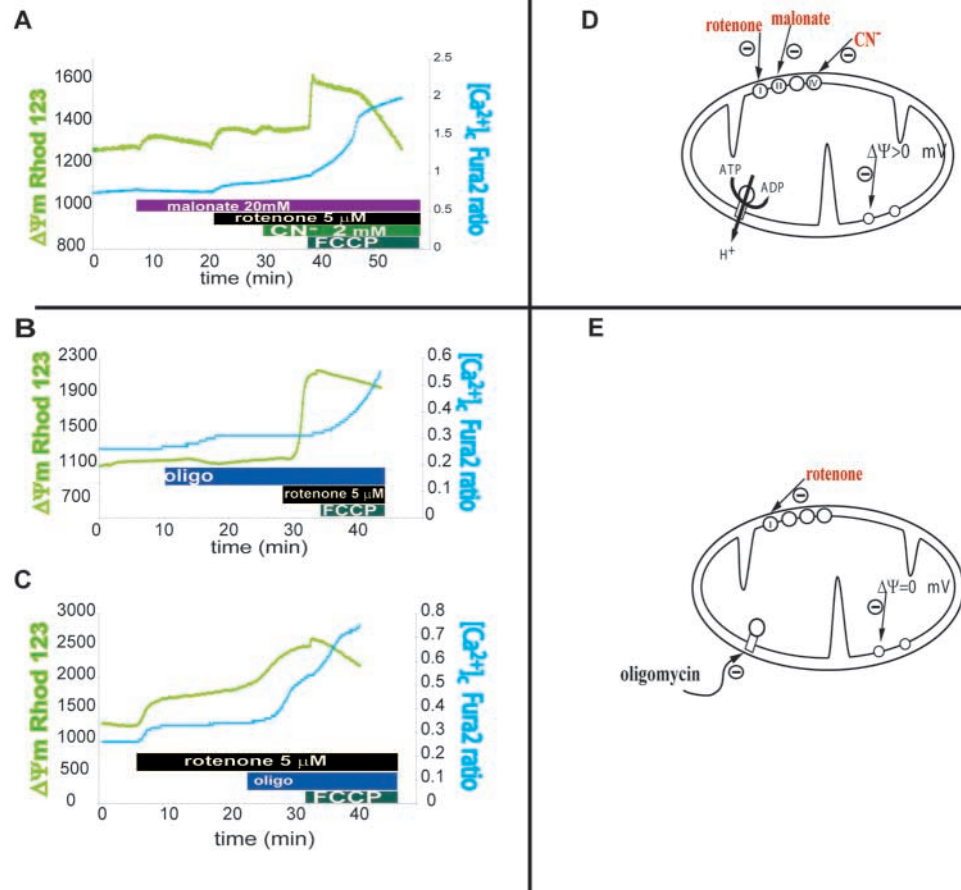 A
ΔΨm Rhod 123
1600
1400
1200
1000
800
2.5
2
1.5
1
0.5
0
[Ca²⁺]c Fura2 ratio
malonate 20mM
rotenone 5 μM
CN⁻ 2 mM
FCCP
0 10 20 30 40 50
time (min)
B
ΔΨm Rhod 123
2300
1900
1500
1100
700
0.6
0.5
0.4
0.3
0.2
0.1
0
[Ca²⁺]c Fura2 ratio
oligo
rotenone 5 μM
FCCP
0 10 20 30 40
time (min)
C
ΔΨm Rhod 123
3000
2500
2000
1500
1000
500
0
0.8
0.7
0.6
0.5
0.4
0.3
0.2
0.1
0
[Ca²⁺]c Fura2 ratio
rotenone 5 μM
oligo
FCCP
0 10 20 30 40
time (min)
D
rotenone
malonate
CN⁻
I
II
IV
ΔΨ>0 mV
ATP
ADP
H⁺
E
rotenone
I
ΔΨ=0 mV
oligomycin